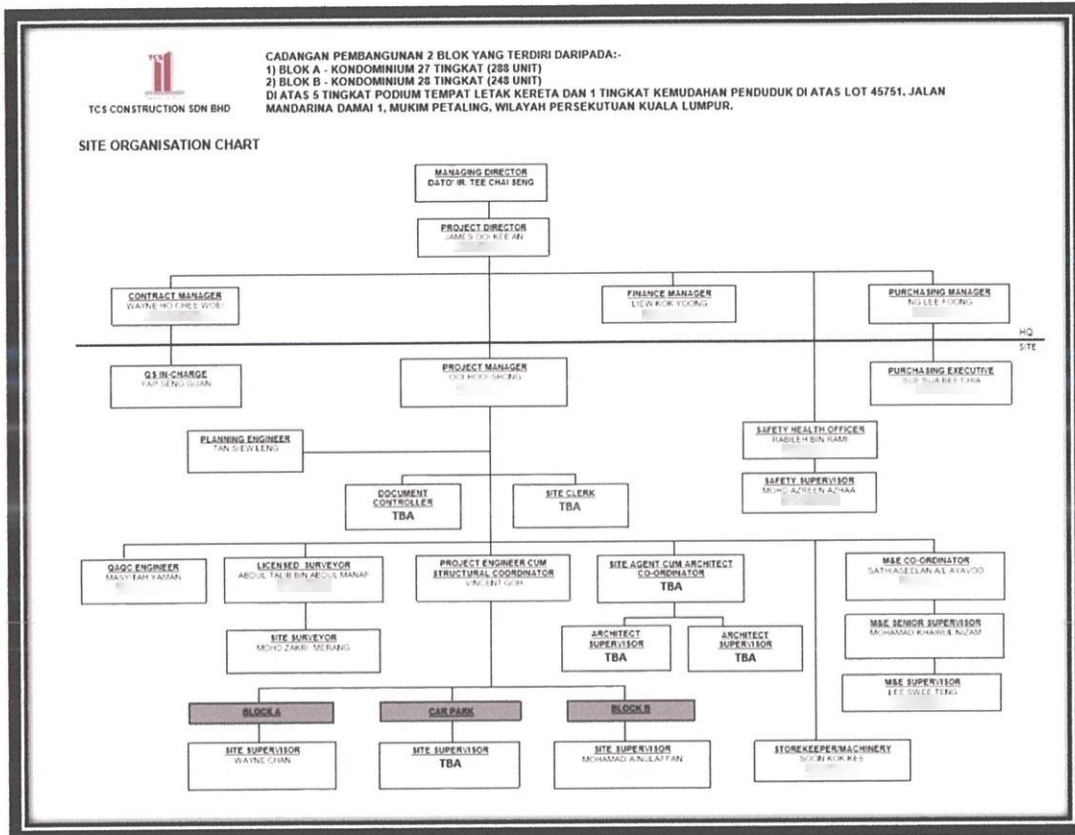 TCS
TCS CONSTRUCTION SDN BHD
CADANGAN PEMBANGUNAN 2 BLOK YANG TERDIRI DARIPADA:-
1) BLOK A - KONDOMINIUM 27 TINGKAT (288 UNIT)
2) BLOK B - KONDOMINIUM 28 TINGKAT (248 UNIT)
DI ATAS 5 TINGKAT PODIUM TEMPAT LETAK KERETA DAN 1 TINGKAT KEMUDAHAN PENDUDUK DI ATAS LOT 45751, JALAN
MANDARINA DAMAI 1, MUKIM PETALING, WILAYAH PERSEKUTUAN KUALA LUMPUR.
SITE ORGANISATION CHART
MANAGING DIRECTOR
DATO' IR. TEE CHAI SENG
PROJECT DIRECTOR
JAMES OOI KEE AN
CONTRACT MANAGER
WAYNE HO CHEE WOEI
FINANCE MANAGER
LIEW KOK YOONG
PURCHASING MANAGER
NG LEE FOONG
HQ
SITE
QS IN-CHARGE
YAP SENG GUAN
PROJECT MANAGER
OOI HOOI SHONG
PURCHASING EXECUTIVE
SUE SUA BEE CHIA
PLANNING ENGINEER
TAN SIEW LENG
SAFETY HEALTH OFFICER
RABILEH BIN RAMI
DOCUMENT
CONTROLLER
TBA
SITE CLERK
TBA
SAFETY SUPERVISOR
MOHD AZREEN AZHAA
QAQC ENGINEER
MASYITAH YAMAN
LICENSED SURVEYOR
ABDUL TALIB BIN ABDUL MANAF
PROJECT ENGINEER CUM
STRUCTURAL COORDINATOR
VINCENT GOH
SITE AGENT CUM ARCHITECT
CO-ORDINATOR
TBA
M&E CO-ORDINATOR
SATHIASEELAN A/L AYAVOO
SITE SURVEYOR
MOHD ZAKRI MERANG
ARCHITECT
SUPERVISOR
TBA
ARCHITECT
SUPERVISOR
TBA
M&E SENIOR SUPERVISOR
MOHAMAD KHAIRUL NIZAM
M&E SUPERVISOR
LEE SWEE TENG
BLOCK A
CAR PARK
BLOCK B
SITE SUPERVISOR
WAYNE CHAN
SITE SUPERVISOR
TBA
SITE SUPERVISOR
MOHAMAD AINULAFFAN
STOREKEEPER/MACHINERY
SOON KOK KEE